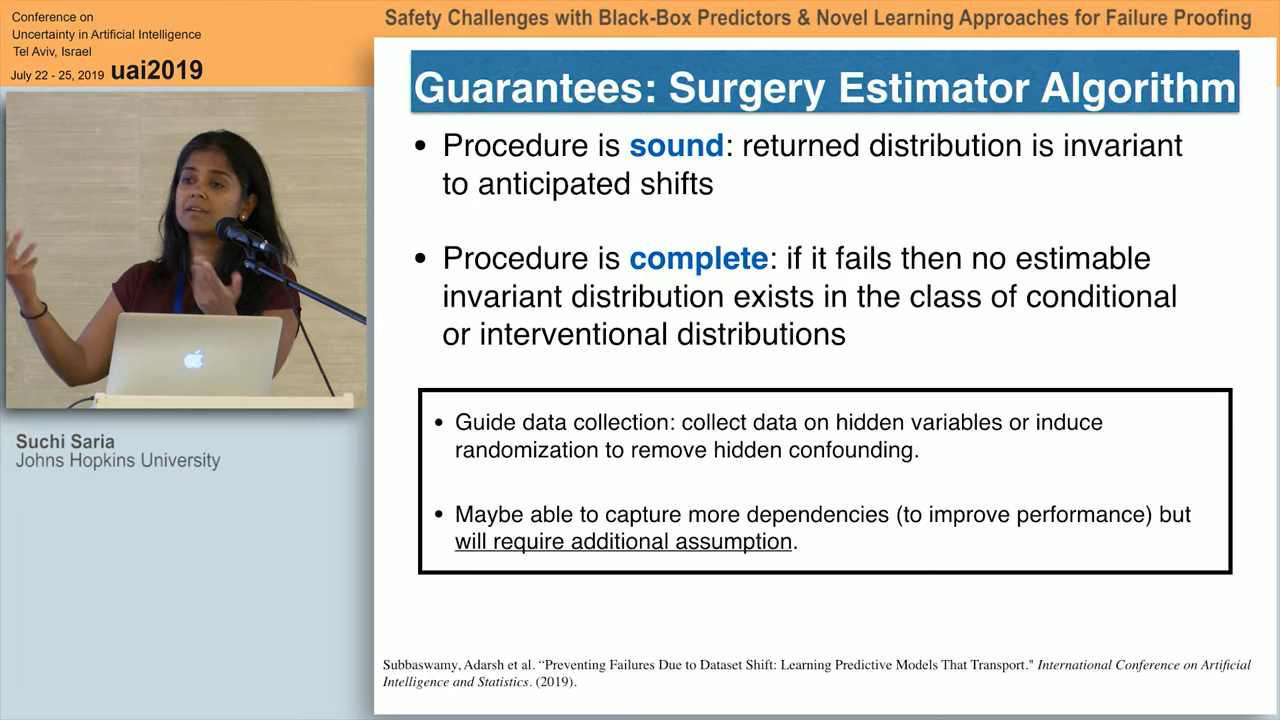 Conference on
Uncertainty in Artificial Intelligence
Tel Aviv, Israel
July 22 - 25, 2019 uai2019
Safety Challenges with Black-Box Predictors & Novel Learning Approaches for Failure Proofing
Guarantees: Surgery Estimator Algorithm
• Procedure is sound: returned distribution is invariant
to anticipated shifts
• Procedure is complete: if it fails then no estimable
invariant distribution exists in the class of conditional
or interventional distributions
• Guide data collection: collect data on hidden variables or induce
randomization to remove hidden confounding.
• Maybe able to capture more dependencies (to improve performance) but
will require additional assumption.
Subbaswamy, Adarsh et al. “Preventing Failures Due to Dataset Shift: Learning Predictive Models That Transport." International Conference on Artificial
Intelligence and Statistics. (2019).
Suchi Saria
Johns Hopkins University